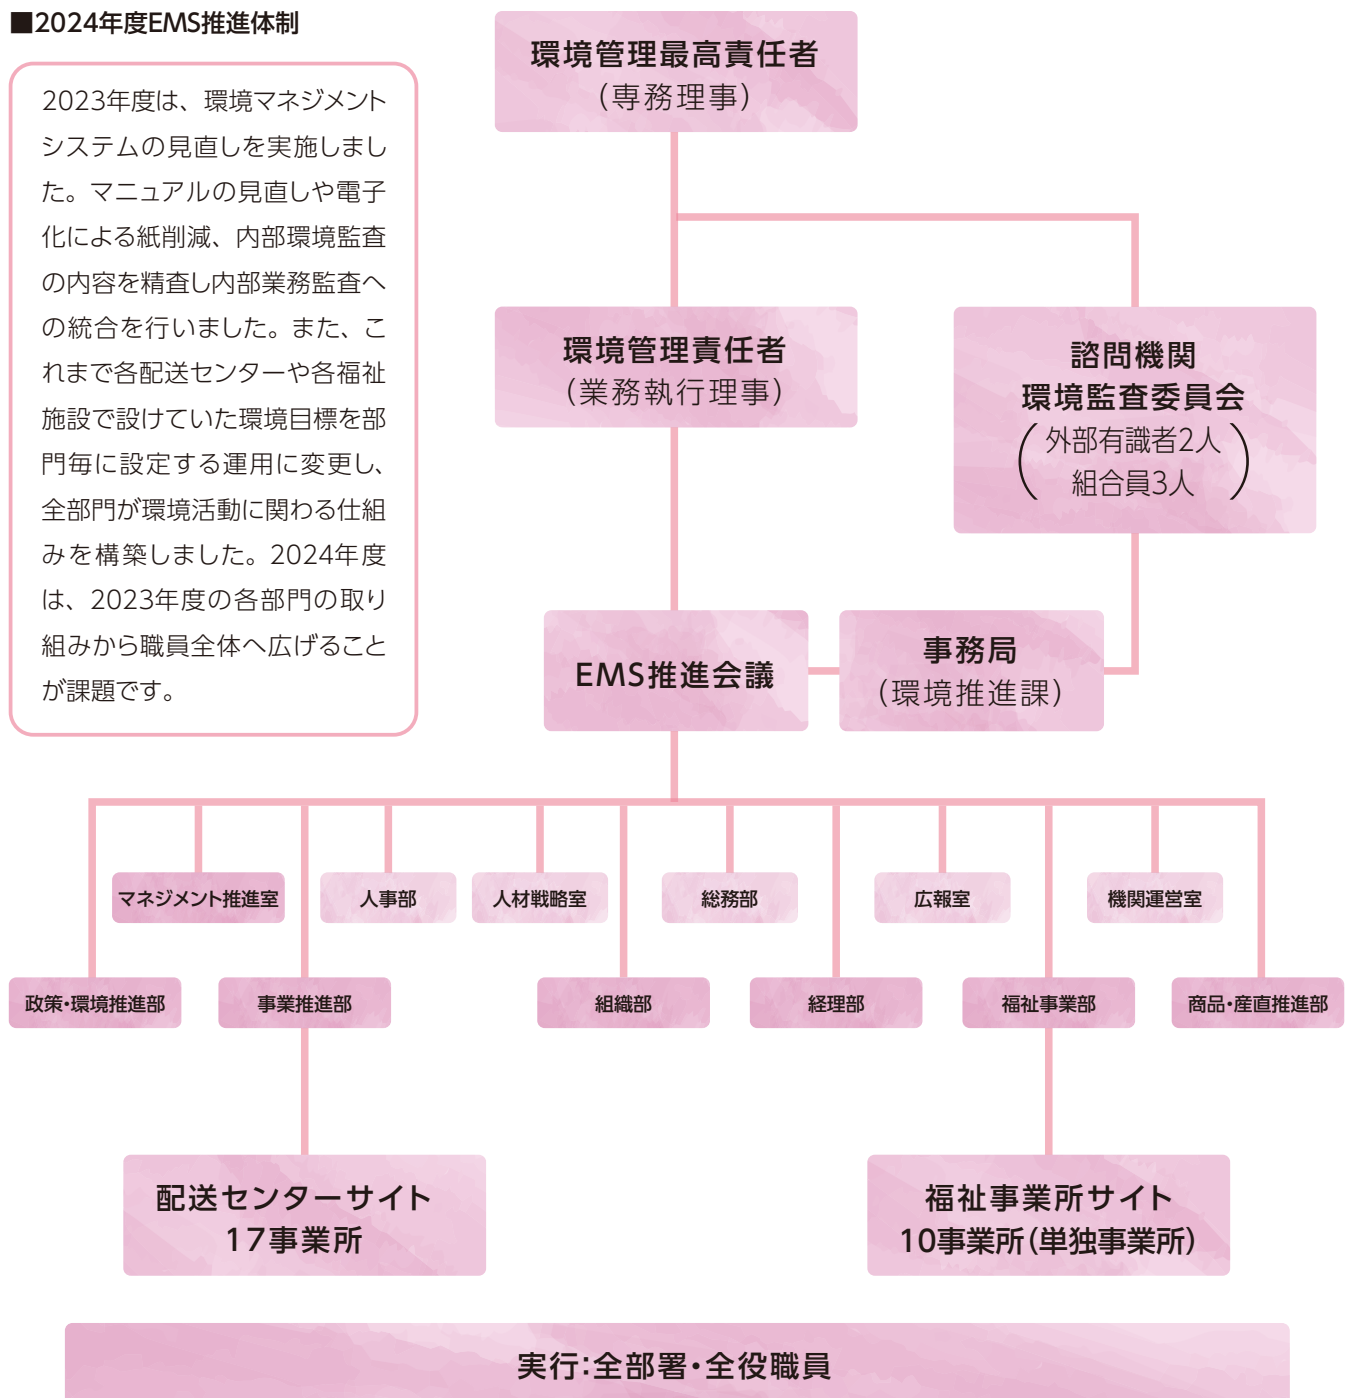 ■2024年度EMS推進体制
2023年度は、環境マネジメント
システムの見直しを実施しまし
た。マニュアルの見直しや電子
化による紙削減、内部環境監査
の内容を精査し内部業務監査へ
の統合を行いました。また、こ
れまで各配送センターや各福祉
施設で設けていた環境目標を部
門毎に設定する運用に変更し、
全部門が環境活動に関わる仕組
みを構築しました。2024年度
は、2023年度の各部門の取り
組みから職員全体へ広げること
が課題です。
環境管理最高責任者
（専務理事）
環境管理責任者
（業務執行理事）
諮問機関
環境監査委員会
（外部有識者2人
組合員3人）
EMS推進会議
事務局
（環境推進課）
マネジメント推進室
人事部
人材戦略室
総務部
広報室
機関運営室
政策・環境推進部
事業推進部
組織部
経理部
福祉事業部
商品・産直推進部
配送センターサイト
17事業所
福祉事業所サイト
10事業所（単独事業所）
実行：全部署・全役職員